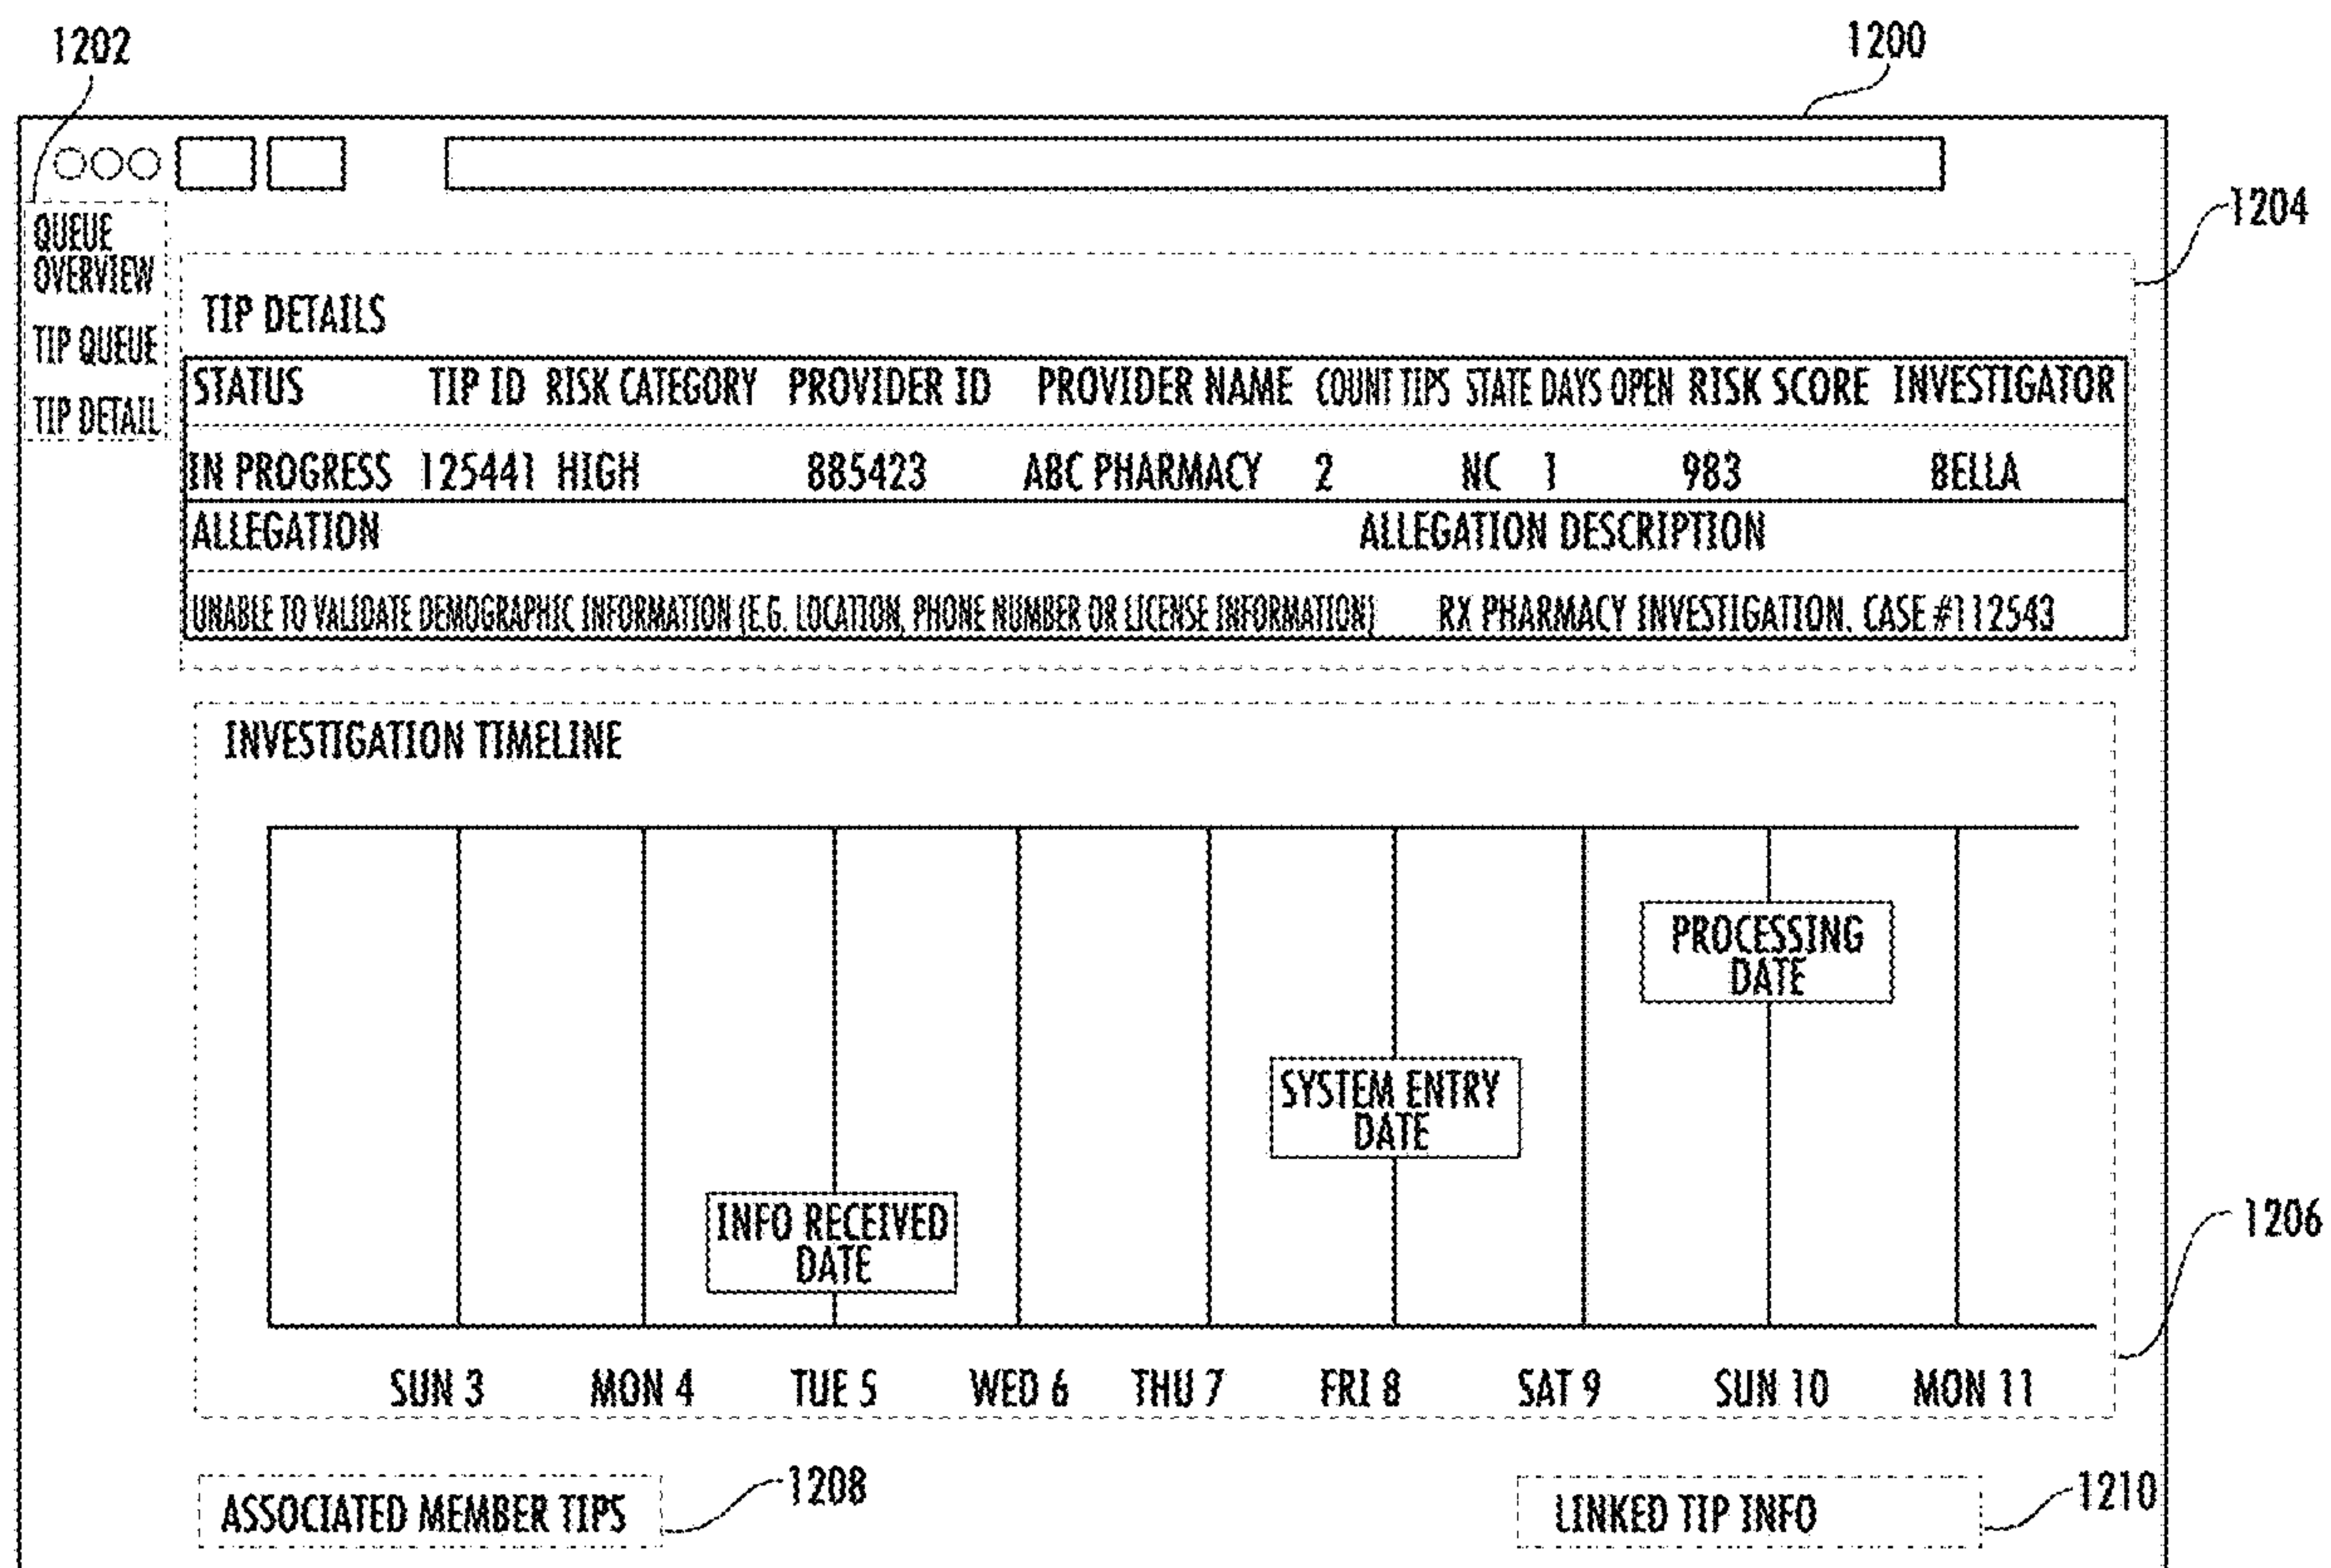 1202
1200
1204
QUEUE
OVERVIEW
TIP QUEUE
TIP DETAIL
TIP DETAILS
STATUS TIP ID RISK CATEGORY PROVIDER ID PROVIDER NAME COUNT TIPS STATE DAYS OPEN RISK SCORE INVESTIGATOR
IN PROGRESS 125441 HIGH 885423 ABC PHARMACY 2 NC 1 983 BELLA
ALLEGATION ALLEGATION DESCRIPTION
UNABLE TO VALIDATE DEMOGRAPHIC INFORMATION (E.G. LOCATION, PHONE NUMBER OR LICENSE INFORMATION) RX PHARMACY INVESTIGATION. CASE #112543
INVESTIGATION TIMELINE
PROCESSING
DATE
SYSTEM ENTRY
DATE
INFO RECEIVED
DATE
1206
SUN 3 MON 4 TUE 5 WED 6 THU 7 FRI 8 SAT 9 SUN 10 MON 11
ASSOCIATED MEMBER TIPS
1208
LINKED TIP INFO
1210